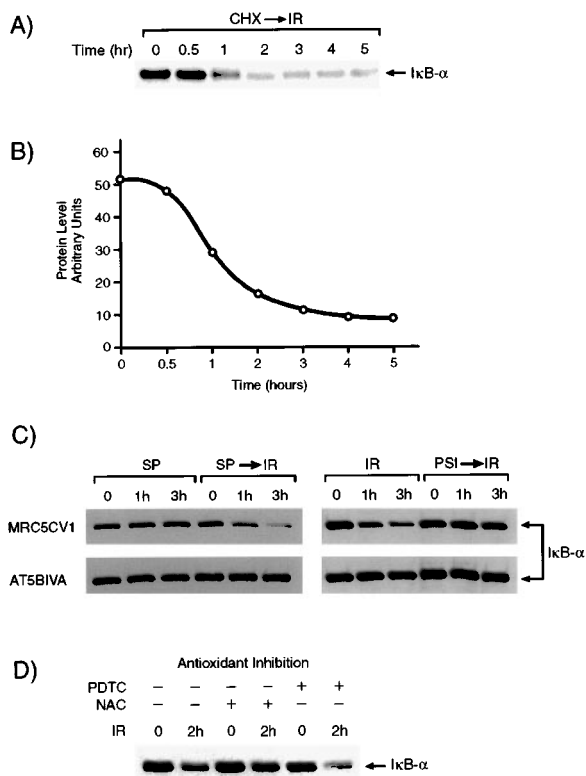 A)
CHX → IR
Time (hr) 0 0.5 1 2 3 4 5
← IκB-α
B)
Protein Level
Arbitrary Units
60
50
40
30
20
10
0
0 0.5 1 2 3 4 5
Time (hours)
C)
SP SP → IR IR PSI → IR
0 1h 3h 0 1h 3h 0 1h 3h 0 1h 3h
MRC5CV1
IκB-α
AT5BIVA
D)
Antioxidant Inhibition
PDTC – – – – + +
NAC – – + + – –
IR 0 2h 0 2h 0 2h
← IκB-α